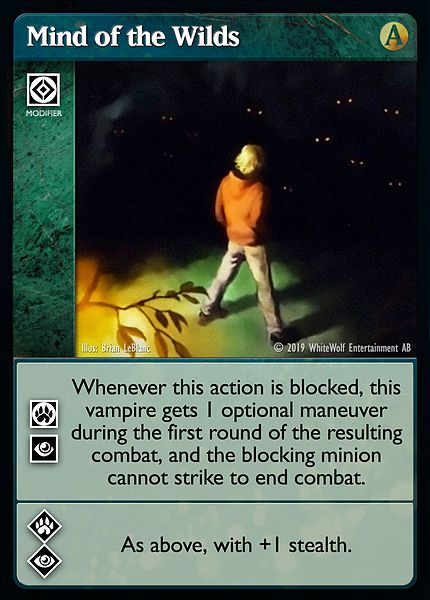 Mind of the Wilds
A
MODIFIER
Illus: Brian LeBlanc
© 2019 WhiteWolf Entertainment AB
Whenever this action is blocked, this
vampire gets 1 optional maneuver
during the first round of the resulting
combat, and the blocking minion
cannot strike to end combat.
As above, with +1 stealth.